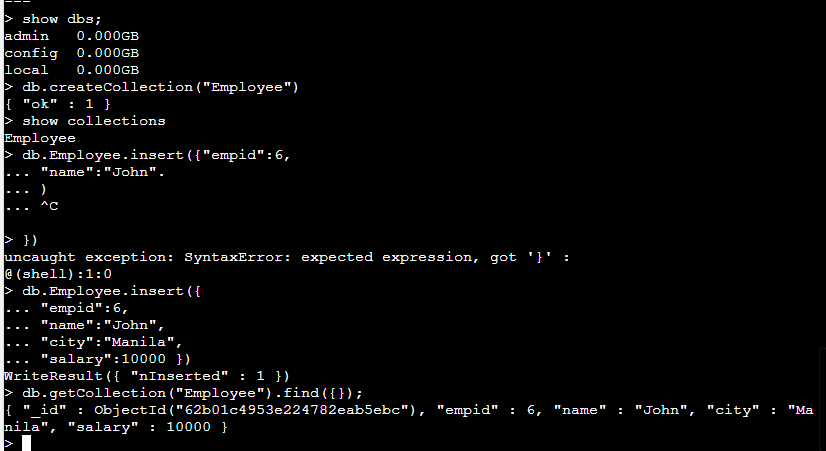 ---
> show dbs;
admin   0.000GB
config  0.000GB
local   0.000GB
> db.createCollection("Employee")
{ "ok" : 1 }
> show collections
Employee
> db.Employee.insert({"empid":6,
... "name":"John".
... )
... ^C
> })
uncaught exception: SyntaxError: expected expression, got '}' :
@(shell):1:0
> db.Employee.insert({
... "empid":6,
... "name":"John",
... "city":"Manila",
... "salary":10000 })
WriteResult({ "nInserted" : 1 })
> db.getCollection("Employee").find({});
{ "_id" : ObjectId("62b01c4953e224782eab5ebc"), "empid" : 6, "name" : "John", "city" : "Ma
nila", "salary" : 10000 }
>